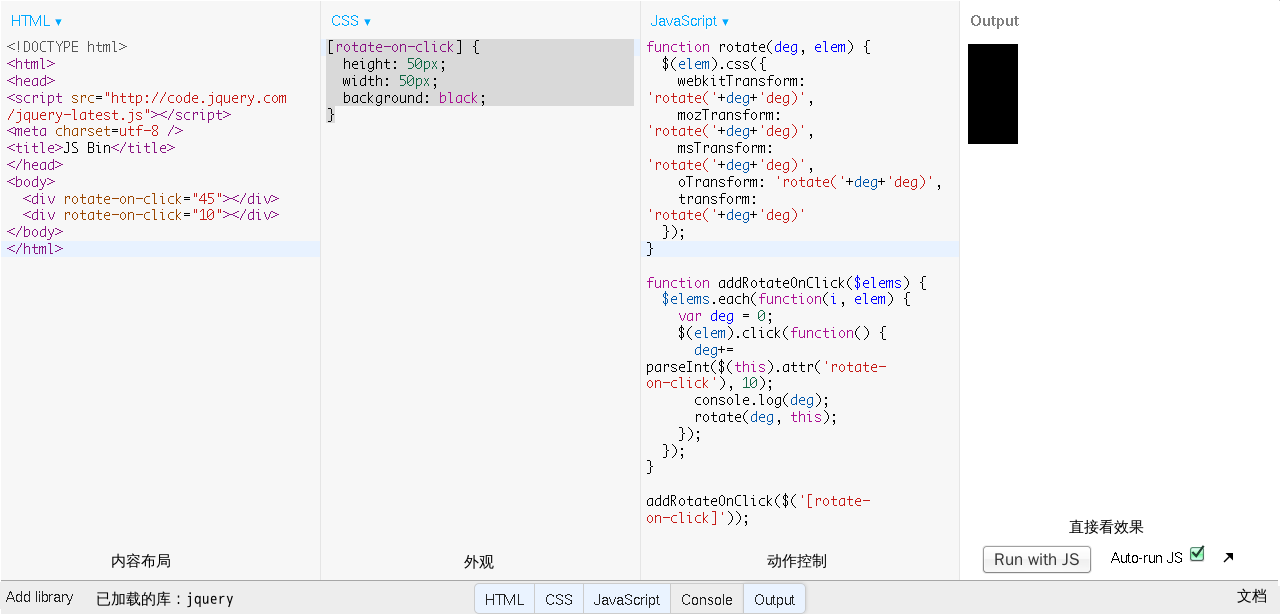 HTML ▾
<!DOCTYPE html>
<html>
<head>
<script src="http://code.jquery.com
/jquery-latest.js"></script>
<meta charset=utf-8 />
<title>JS Bin</title>
</head>
<body>
  <div rotate-on-click="45"></div>
  <div rotate-on-click="10"></div>
</body>
</html>
内容布局
CSS ▾
[rotate-on-click] {
  height: 50px;
  width: 50px;
  background: black;
}
外观
JavaScript ▾
function rotate(deg, elem) {
  $(elem).css({
    webkitTransform:
'rotate('+deg+'deg)',
    mozTransform:
'rotate('+deg+'deg)',
    msTransform:
'rotate('+deg+'deg)',
    oTransform: 'rotate('+deg+'deg)',
    transform:
'rotate('+deg+'deg)'
  });
}
function addRotateOnClick($elems) {
  $elems.each(function(i, elem) {
    var deg = 0;
    $(elem).click(function() {
      deg+=
parseInt($(this).attr('rotate-
on-click'), 10);
      console.log(deg);
      rotate(deg, this);
    });
  });
}
addRotateOnClick($('[rotate-
on-click]'));
动作控制
Output
直接看效果
Run with JS Auto-run JS
Add library 已加载的库：jquery HTML CSS JavaScript Console Output 文档